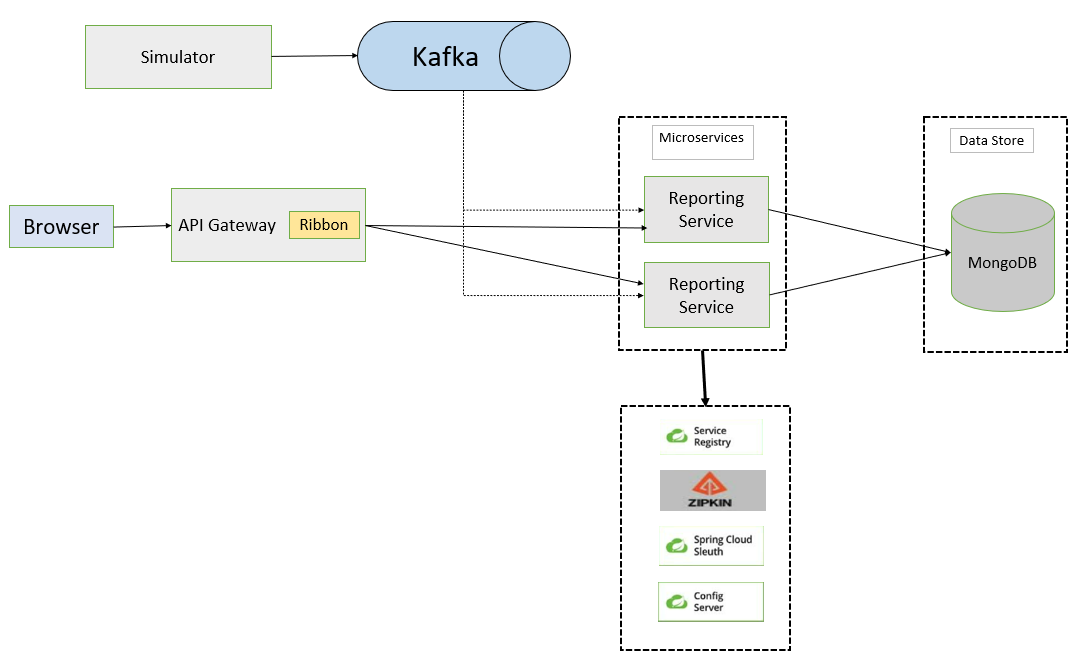 Simulator
Kafka
Microservices
Data Store
Browser
API Gateway
Ribbon
Reporting
Service
Reporting
Service
MongoDB
Service
Registry
ZIPKIN
Spring Cloud
Sleuth
Config
Server